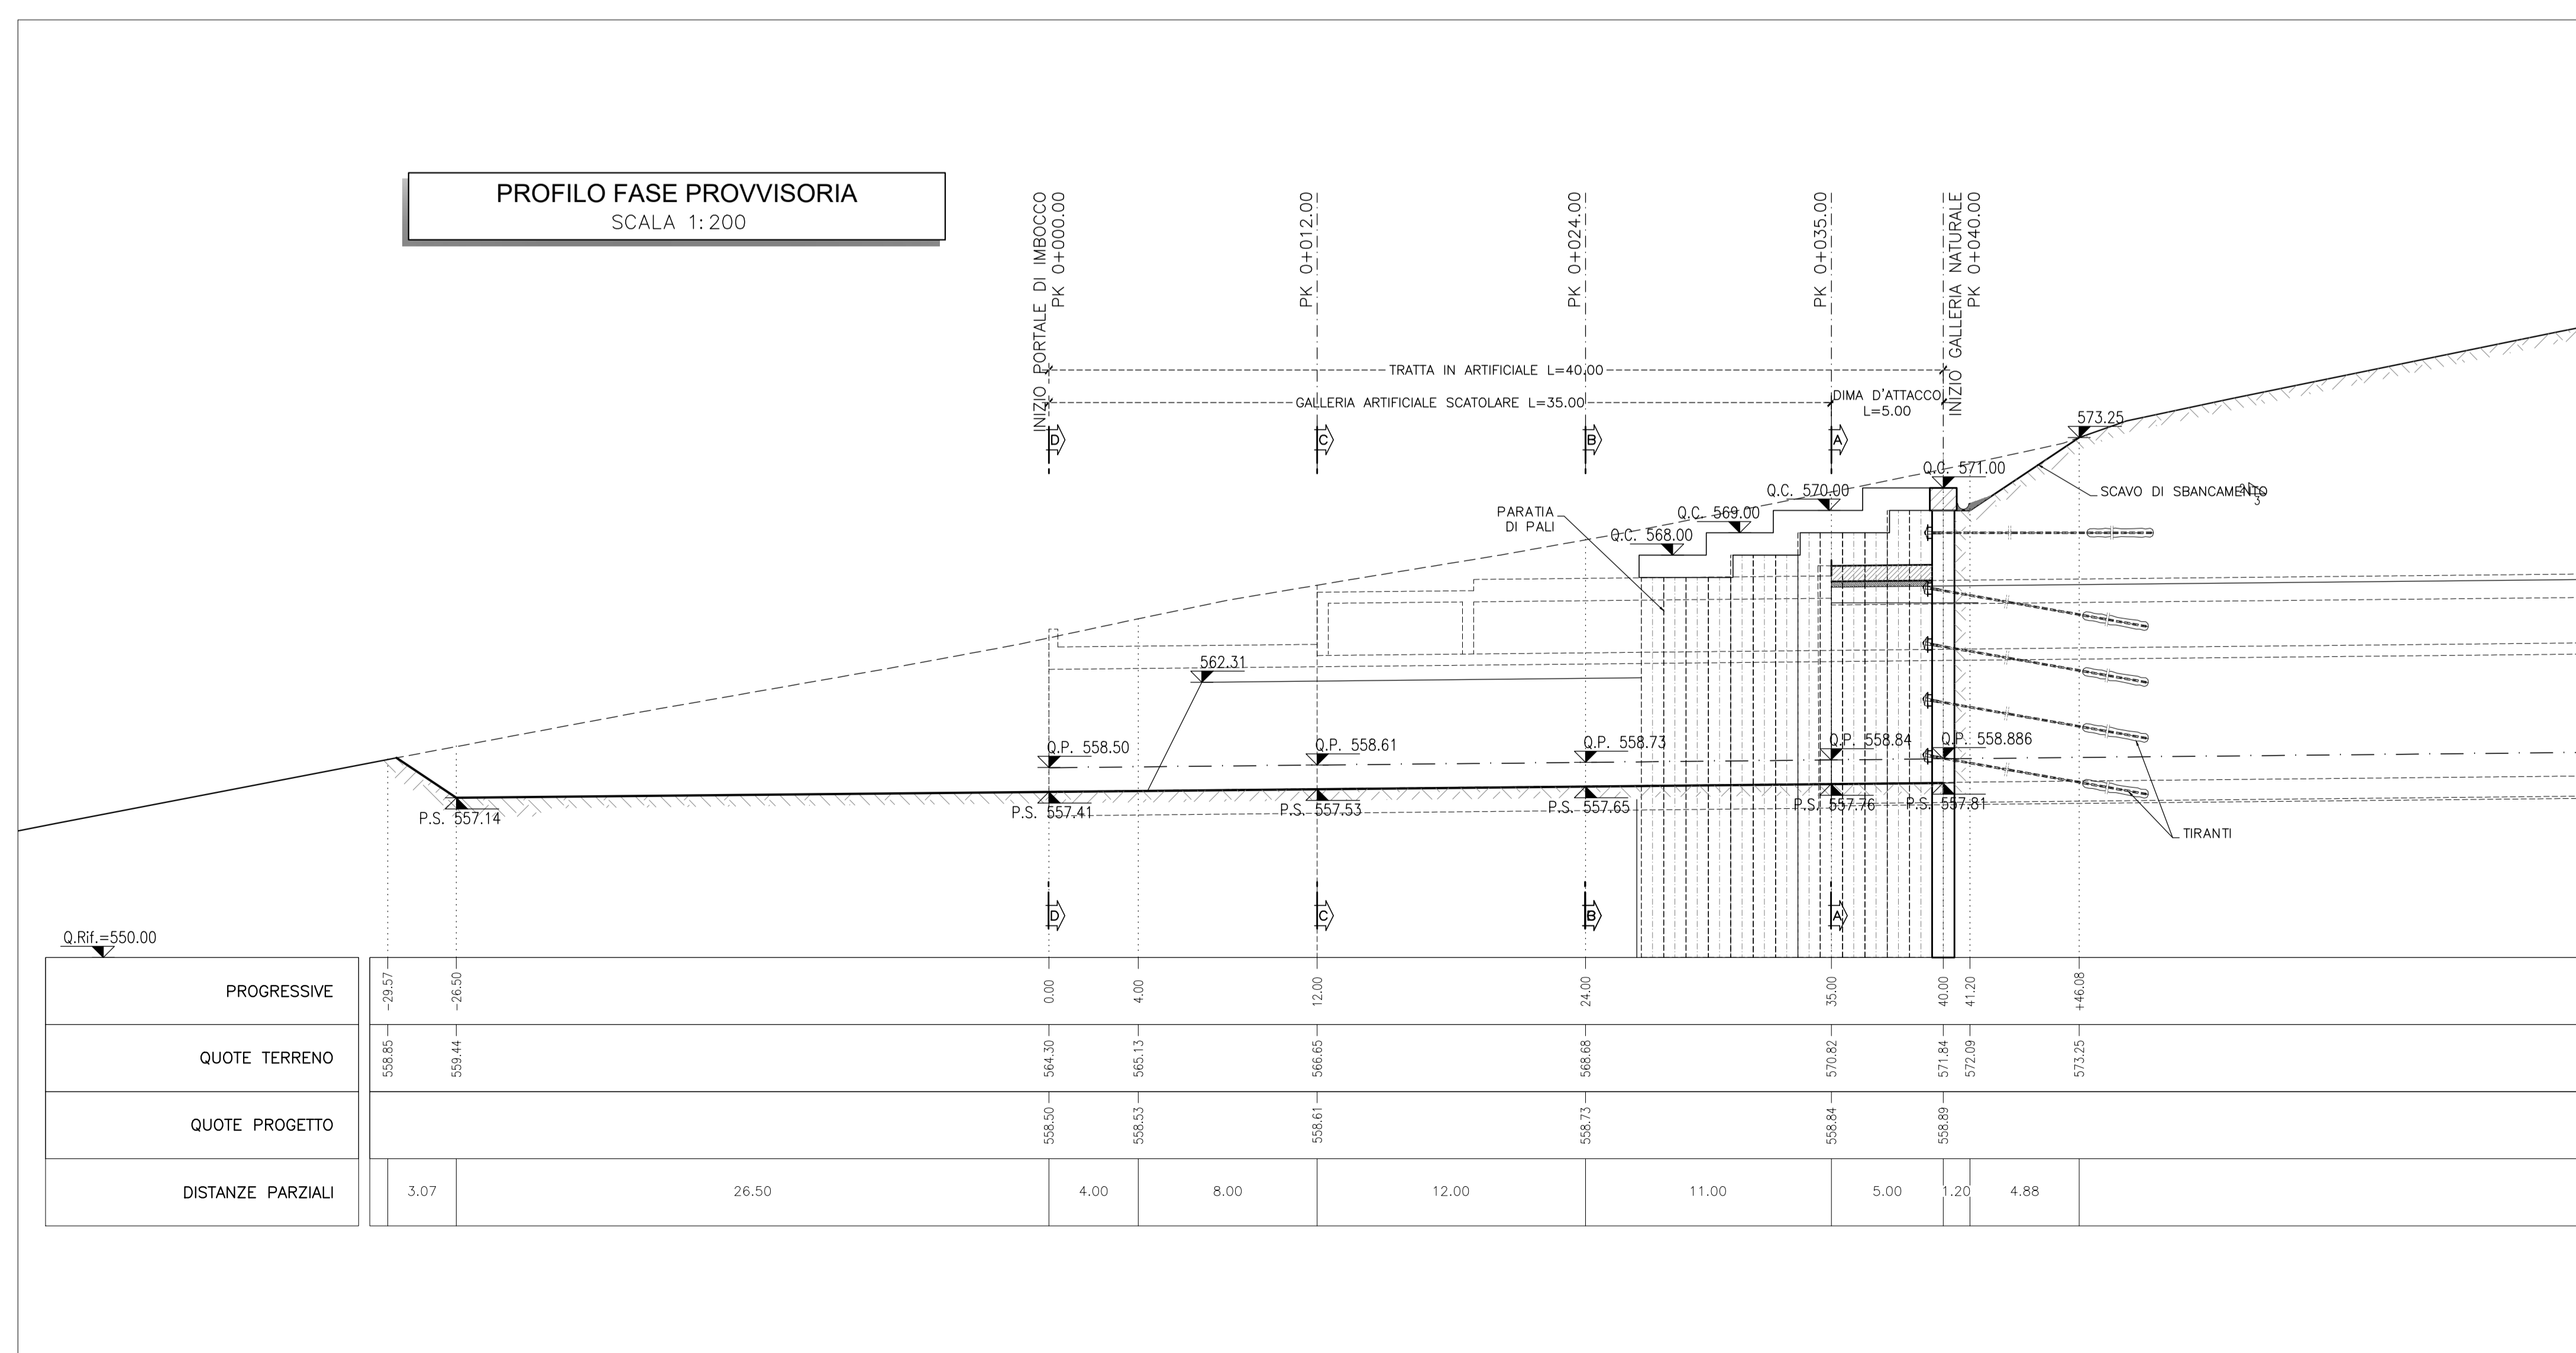 PROFILO FASE PROVVISORIA
SCALA 1:200
INIZIO PORTALE DI IMBOCCO
PK 0+000.00
PK 0+012.00
PK 0+024.00
PK 0+035.00
INIZIO GALLERIA NATURALE
PK 0+040.00
TRATTA IN ARTIFICIALE L=40.00
GALLERIA ARTIFICIALE SCATOLARE L=35.00
DIMA D'ATTACCO
L=5.00
D
C
B
A
573.25
Q.C. 571.00
Q.C. 570.00
Q.C. 569.00
Q.C. 568.00
SCAVO DI SBANCAMENTO
2
3
PARATIA
DI PALI
562.31
Q.P. 558.50
Q.P. 558.61
Q.P. 558.73
Q.P. 558.84
Q.P. 558.886
P.S. 557.14
P.S. 557.41
P.S. 557.53
P.S. 557.65
P.S. 557.76
P.S. 557.81
TIRANTI
D
C
B
A
Q.Rif.=550.00
PROGRESSIVE
-29.57
-26.50
0.00
4.00
12.00
24.00
35.00
40.00
41.20
+46.08
QUOTE TERRENO
558.85
559.44
564.30
565.13
566.65
568.68
570.82
571.84
572.09
573.25
QUOTE PROGETTO
558.50
558.53
558.61
558.73
558.84
558.89
DISTANZE PARZIALI
3.07
26.50
4.00
8.00
12.00
11.00
5.00
1.20
4.88